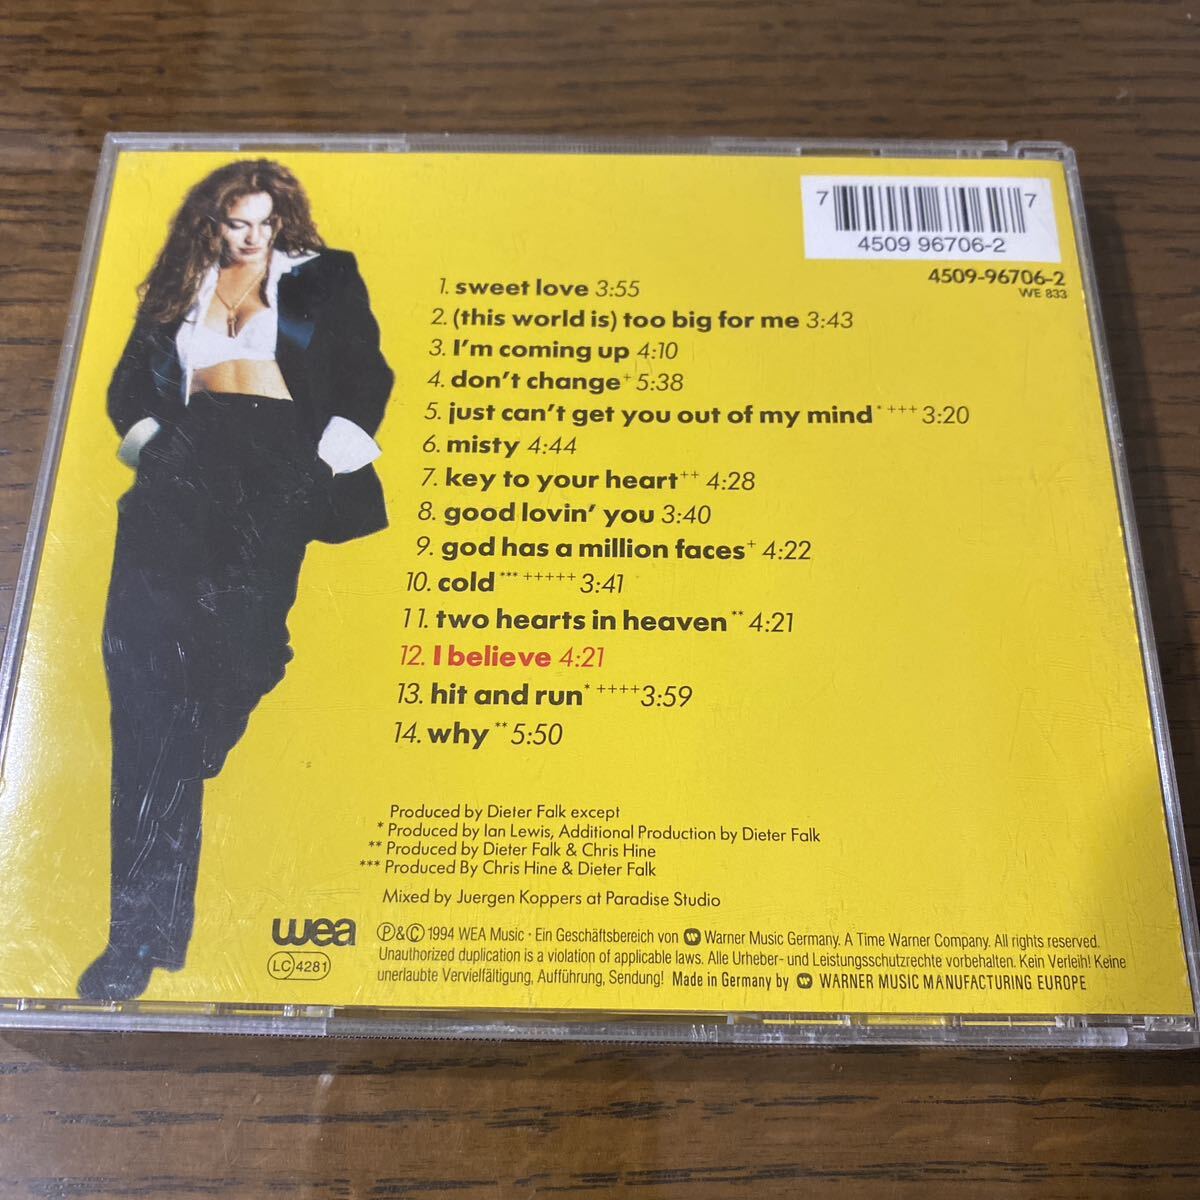 7 7
4509 96706-2
4509-96706-2
WE 833
1. sweet love 3:55
2. (this world is) too big for me 3:43
3. I'm coming up 4:10
4. don't change + 5:38
5. just can't get you out of my mind * +++ 3:20
6. misty 4:44
7. key to your heart ++ 4:28
8. good lovin' you 3:40
9. god has a million faces + 4:22
10. cold *** +++++ 3:41
11. two hearts in heaven ** 4:21
12. I believe 4:21
13. hit and run * ++++ 3:59
14. why ** 5:50
Produced by Dieter Falk except
* Produced by Ian Lewis, Additional Production by Dieter Falk
** Produced by Dieter Falk & Chris Hine
*** Produced By Chris Hine & Dieter Falk
Mixed by Juergen Koppers at Paradise Studio
wea
LC 4281
℗&© 1994 WEA Music · Ein Geschäftsbereich von Warner Music Germany. A Time Warner Company. All rights reserved.
Unauthorized duplication is a violation of applicable laws. Alle Urheber- und Leistungsschutzrechte vorbehalten. Kein Verleih! Keine
unerlaubte Vervielfältigung, Aufführung, Sendung! Made in Germany by WARNER MUSIC MANUFACTURING EUROPE